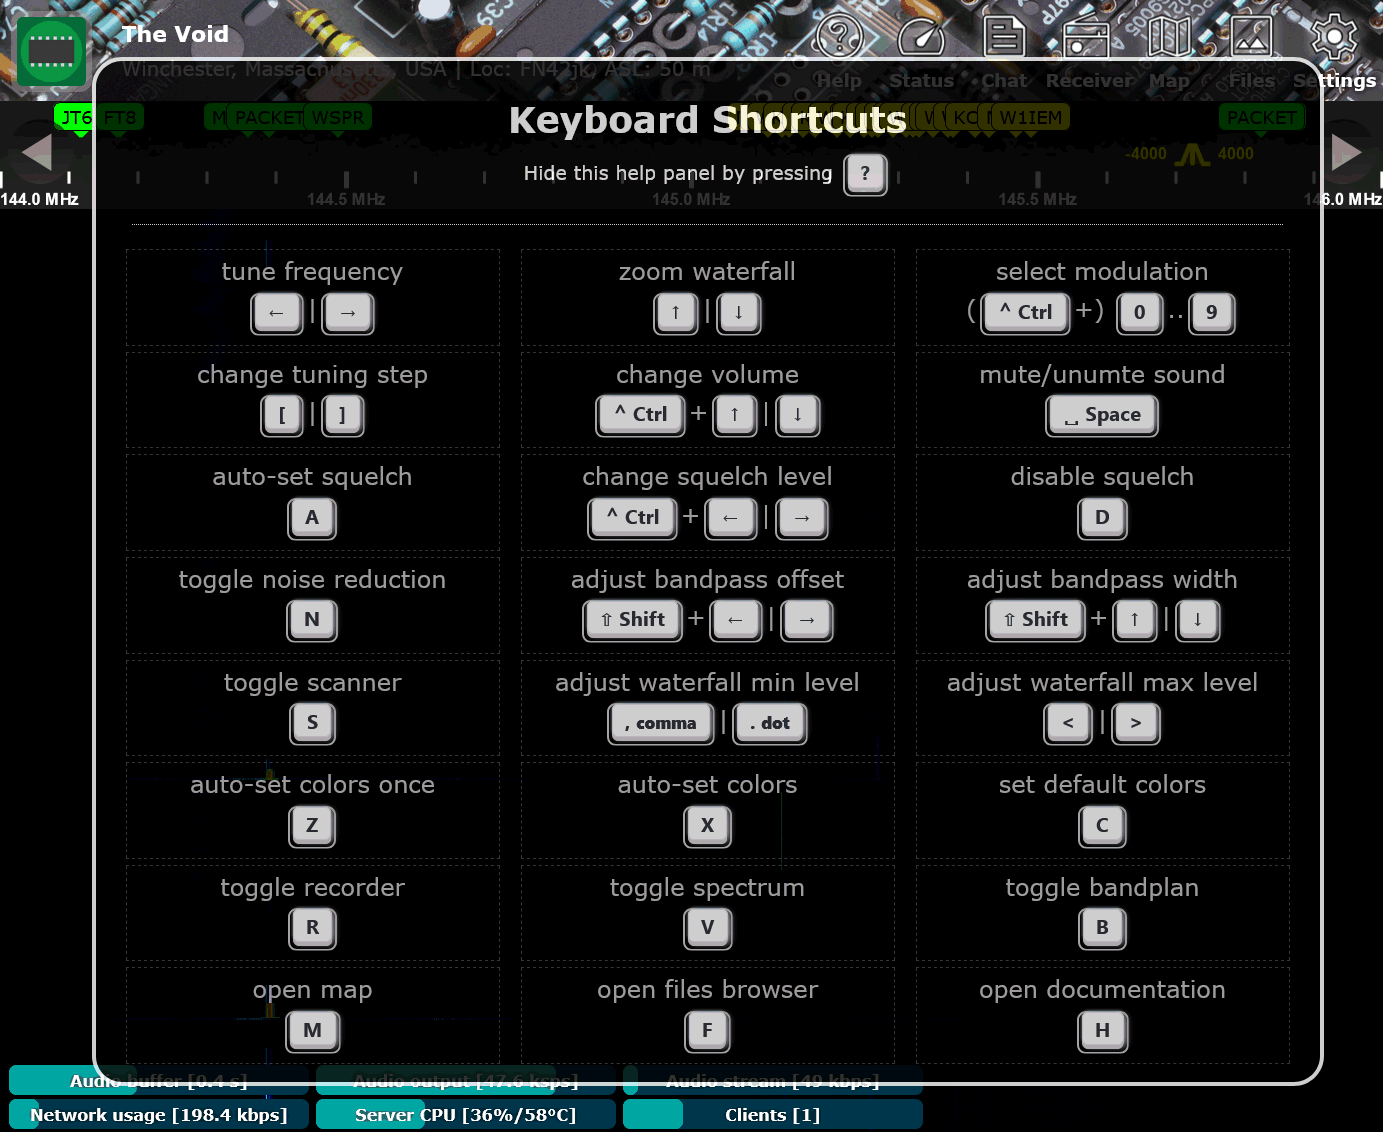 The Void
Winchester, Massachusetts, USA | Loc: FN42jk, ASL: 50 m
Help Status Chat Receiver Map Files Settings
JT6 FT8 PACKET WSPR KC W1IEM PACKET
Keyboard Shortcuts
-4000 4000
Hide this help panel by pressing ?
144.0 MHz 144.5 MHz 145.0 MHz 145.5 MHz 146.0 MHz
tune frequency zoom waterfall select modulation
← | → ↑ | ↓ ( ^ Ctrl +) 0 .. 9
change tuning step change volume mute/unumte sound
[ | ] ^ Ctrl + ↑ | ↓ ␣ Space
auto-set squelch change squelch level disable squelch
A ^ Ctrl + ← | → D
toggle noise reduction adjust bandpass offset adjust bandpass width
N ⇧ Shift + ← | → ⇧ Shift + ↑ | ↓
toggle scanner adjust waterfall min level adjust waterfall max level
S , comma | . dot < | >
auto-set colors once auto-set colors set default colors
Z X C
toggle recorder toggle spectrum toggle bandplan
R V B
open map open files browser open documentation
M F H
Audio buffer [0.4 s] Audio output [47.6 ksps] Audio stream [49 kbps]
Network usage [198.4 kbps] Server CPU [36%/58°C] Clients [1]